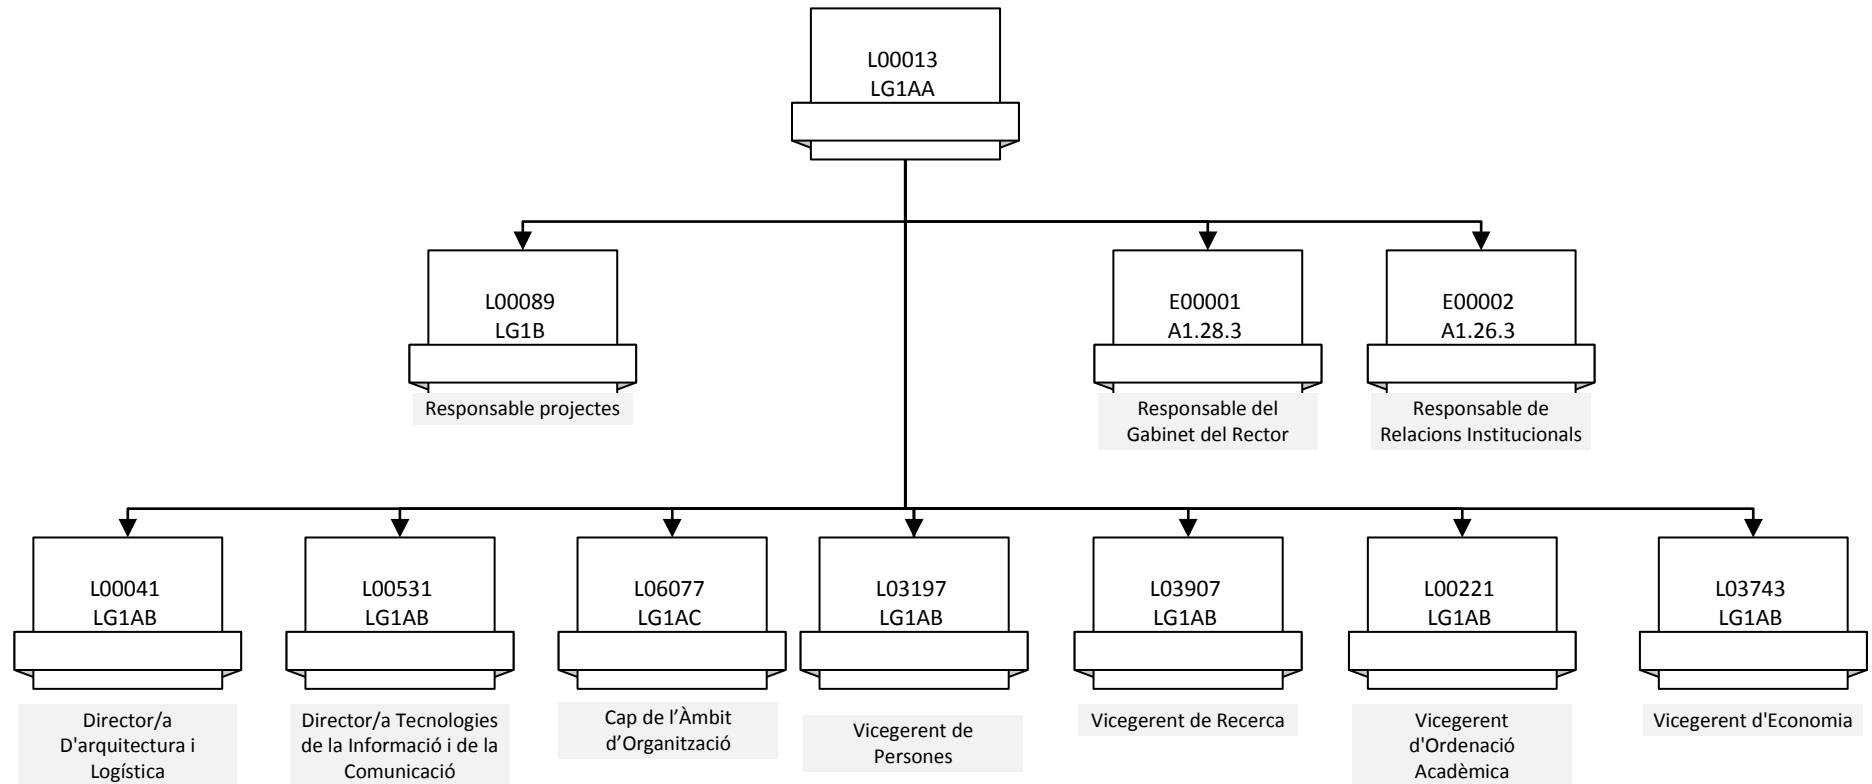 L00013
LG1AA
L00089
LG1B
Responsable projectes
E00001
A1.28.3
Responsable del
Gabinet del Rector
E00002
A1.26.3
Responsable de
Relacions Institucionals
L00041
LG1AB
Director/a
D'arquitectura i
Logística
L00531
LG1AB
Director/a Tecnologies
de la Informació i de la
Comunicació
L06077
LG1AC
Cap de l’Àmbit
d’Organització
L03197
LG1AB
Vicegerent de
Persones
L03907
LG1AB
Vicegerent de Recerca
L00221
LG1AB
Vicegerent
d'Ordenació
Acadèmica
L03743
LG1AB
Vicegerent d'Economia